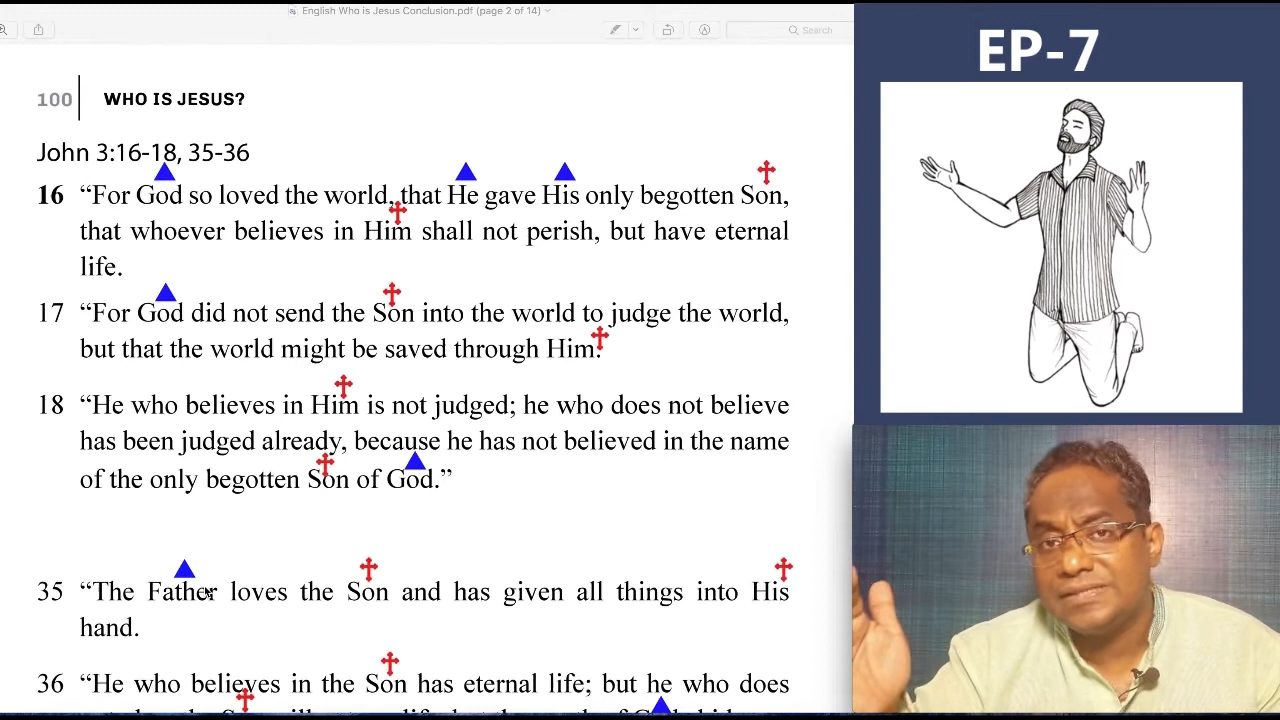 English Who is Jesus Conclusion.pdf (page 2 of 14)
Search
EP-7
100 WHO IS JESUS?
John 3:16-18, 35-36
16 “For God so loved the world, that He gave His only begotten Son,
that whoever believes in Him shall not perish, but have eternal
life.
17 “For God did not send the Son into the world to judge the world,
but that the world might be saved through Him.
18 “He who believes in Him is not judged; he who does not believe
has been judged already, because he has not believed in the name
of the only begotten Son of God.”
35 “The Father loves the Son and has given all things into His
hand.
36 “He who believes in the Son has eternal life; but he who does